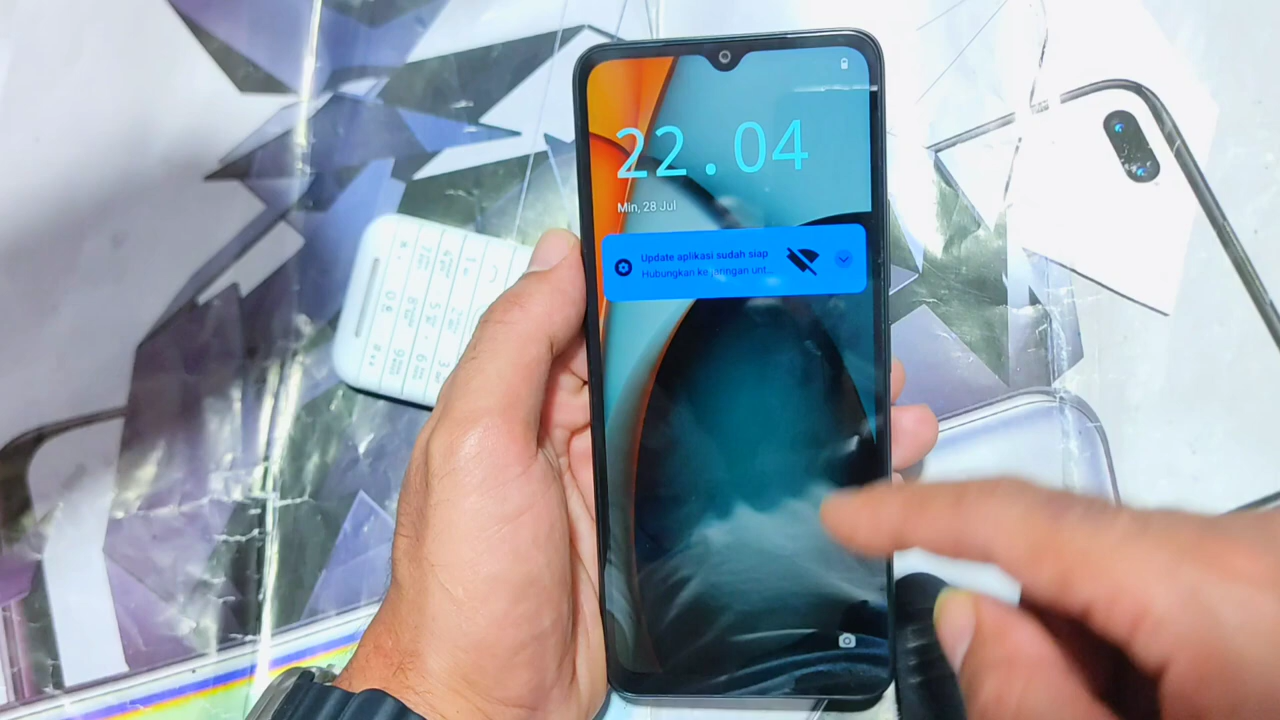 22.04
Min, 28 Jul
Update aplikasi sudah siap
Hubungkan ke jaringan unt...